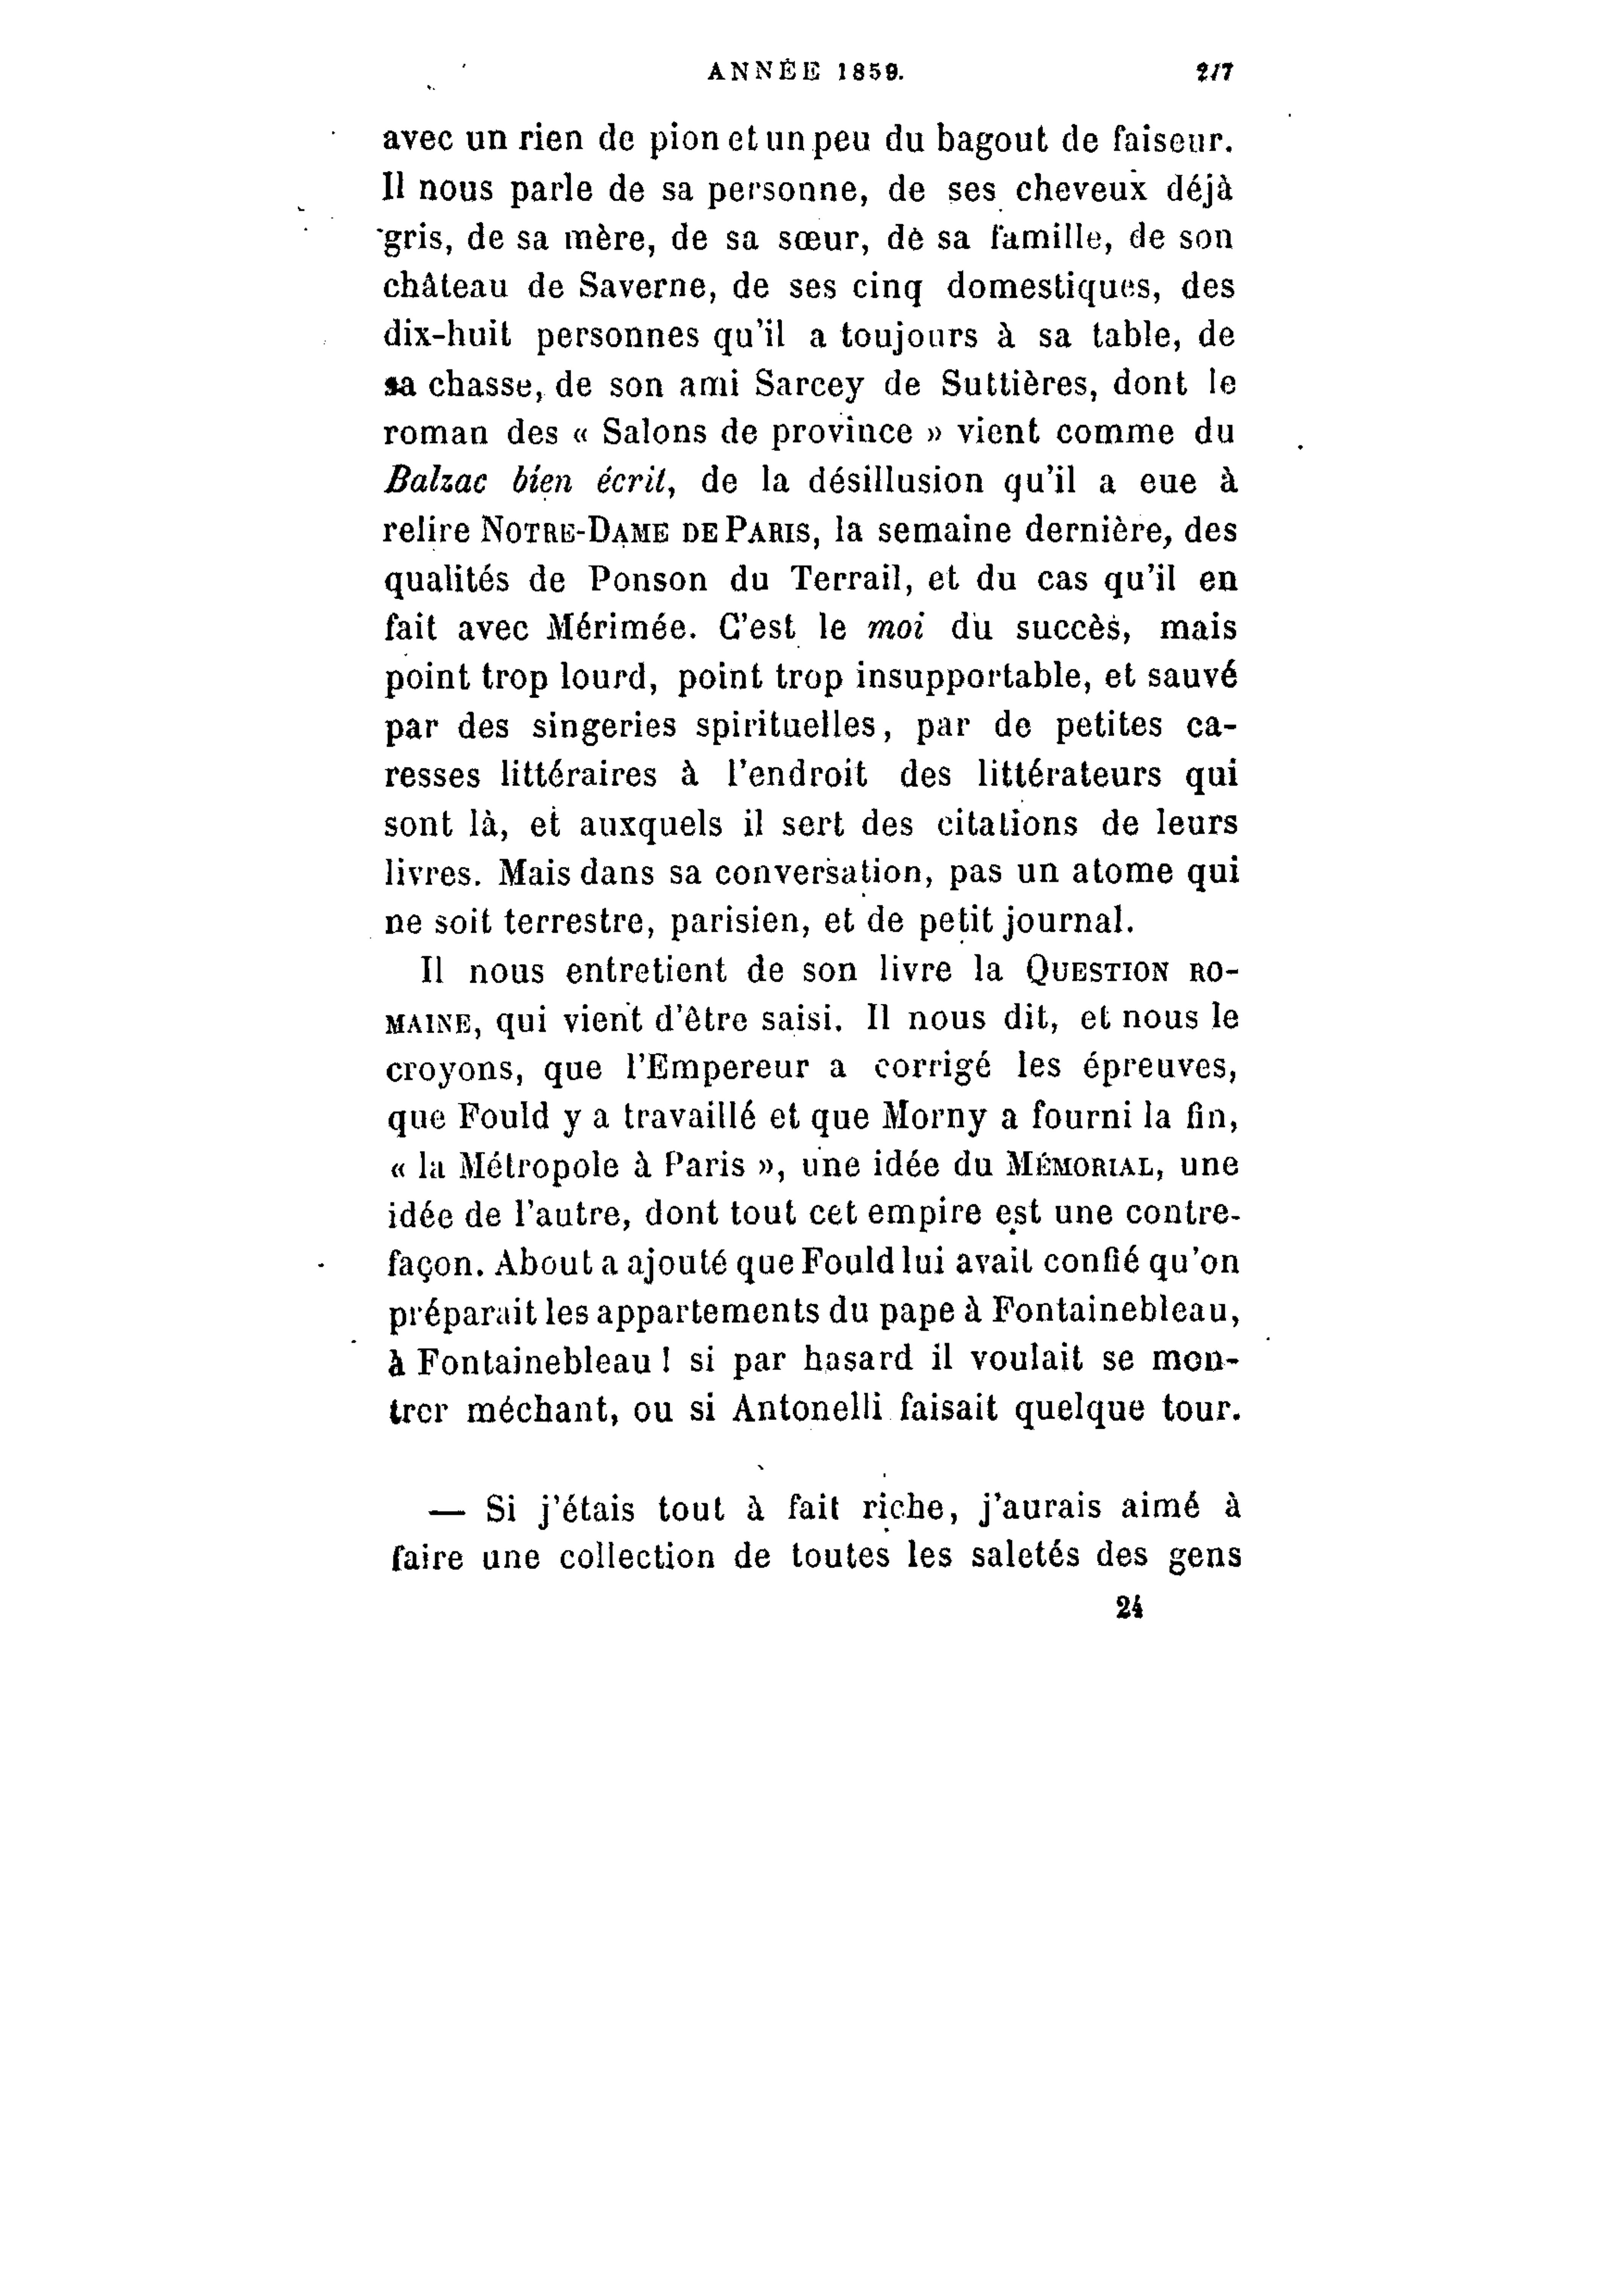 ANNÉE 1859. 277
avec un rien de pion et un peu du bagout de faiseur.
Il nous parle de sa personne, de ses cheveux déjà
gris, de sa mère, de sa sœur, de sa famille, de son
château de Saverne, de ses cinq domestiques, des
dix-huit personnes qu'il a toujours à sa table, de
sa chasse, de son ami Sarcey de Suttières, dont le
roman des « Salons de province » vient comme du
Balzac bien écrit, de la désillusion qu'il a eue à
relire NOTRE-DAME DE PARIS, la semaine dernière, des
qualités de Ponson du Terrail, et du cas qu'il en
fait avec Mérimée. C'est le moi du succès, mais
point trop lourd, point trop insupportable, et sauvé
par des singeries spirituelles, par de petites ca-
resses littéraires à l'endroit des littérateurs qui
sont là, et auxquels il sert des citations de leurs
livres. Mais dans sa conversation, pas un atome qui
ne soit terrestre, parisien, et de petit journal.
Il nous entretient de son livre la QUESTION RO-
MAINE, qui vient d'être saisi. Il nous dit, et nous le
croyons, que l'Empereur a corrigé les épreuves,
que Fould y a travaillé et que Morny a fourni la fin,
« la Métropole à Paris », une idée du MÉMORIAL, une
idée de l'autre, dont tout cet empire est une contre-
façon. About a ajouté que Fould lui avait confié qu'on
préparait les appartements du pape à Fontainebleau,
à Fontainebleau ! si par hasard il voulait se mon-
trer méchant, ou si Antonelli faisait quelque tour.
— Si j'étais tout à fait riche, j'aurais aimé à
faire une collection de toutes les saletés des gens
24